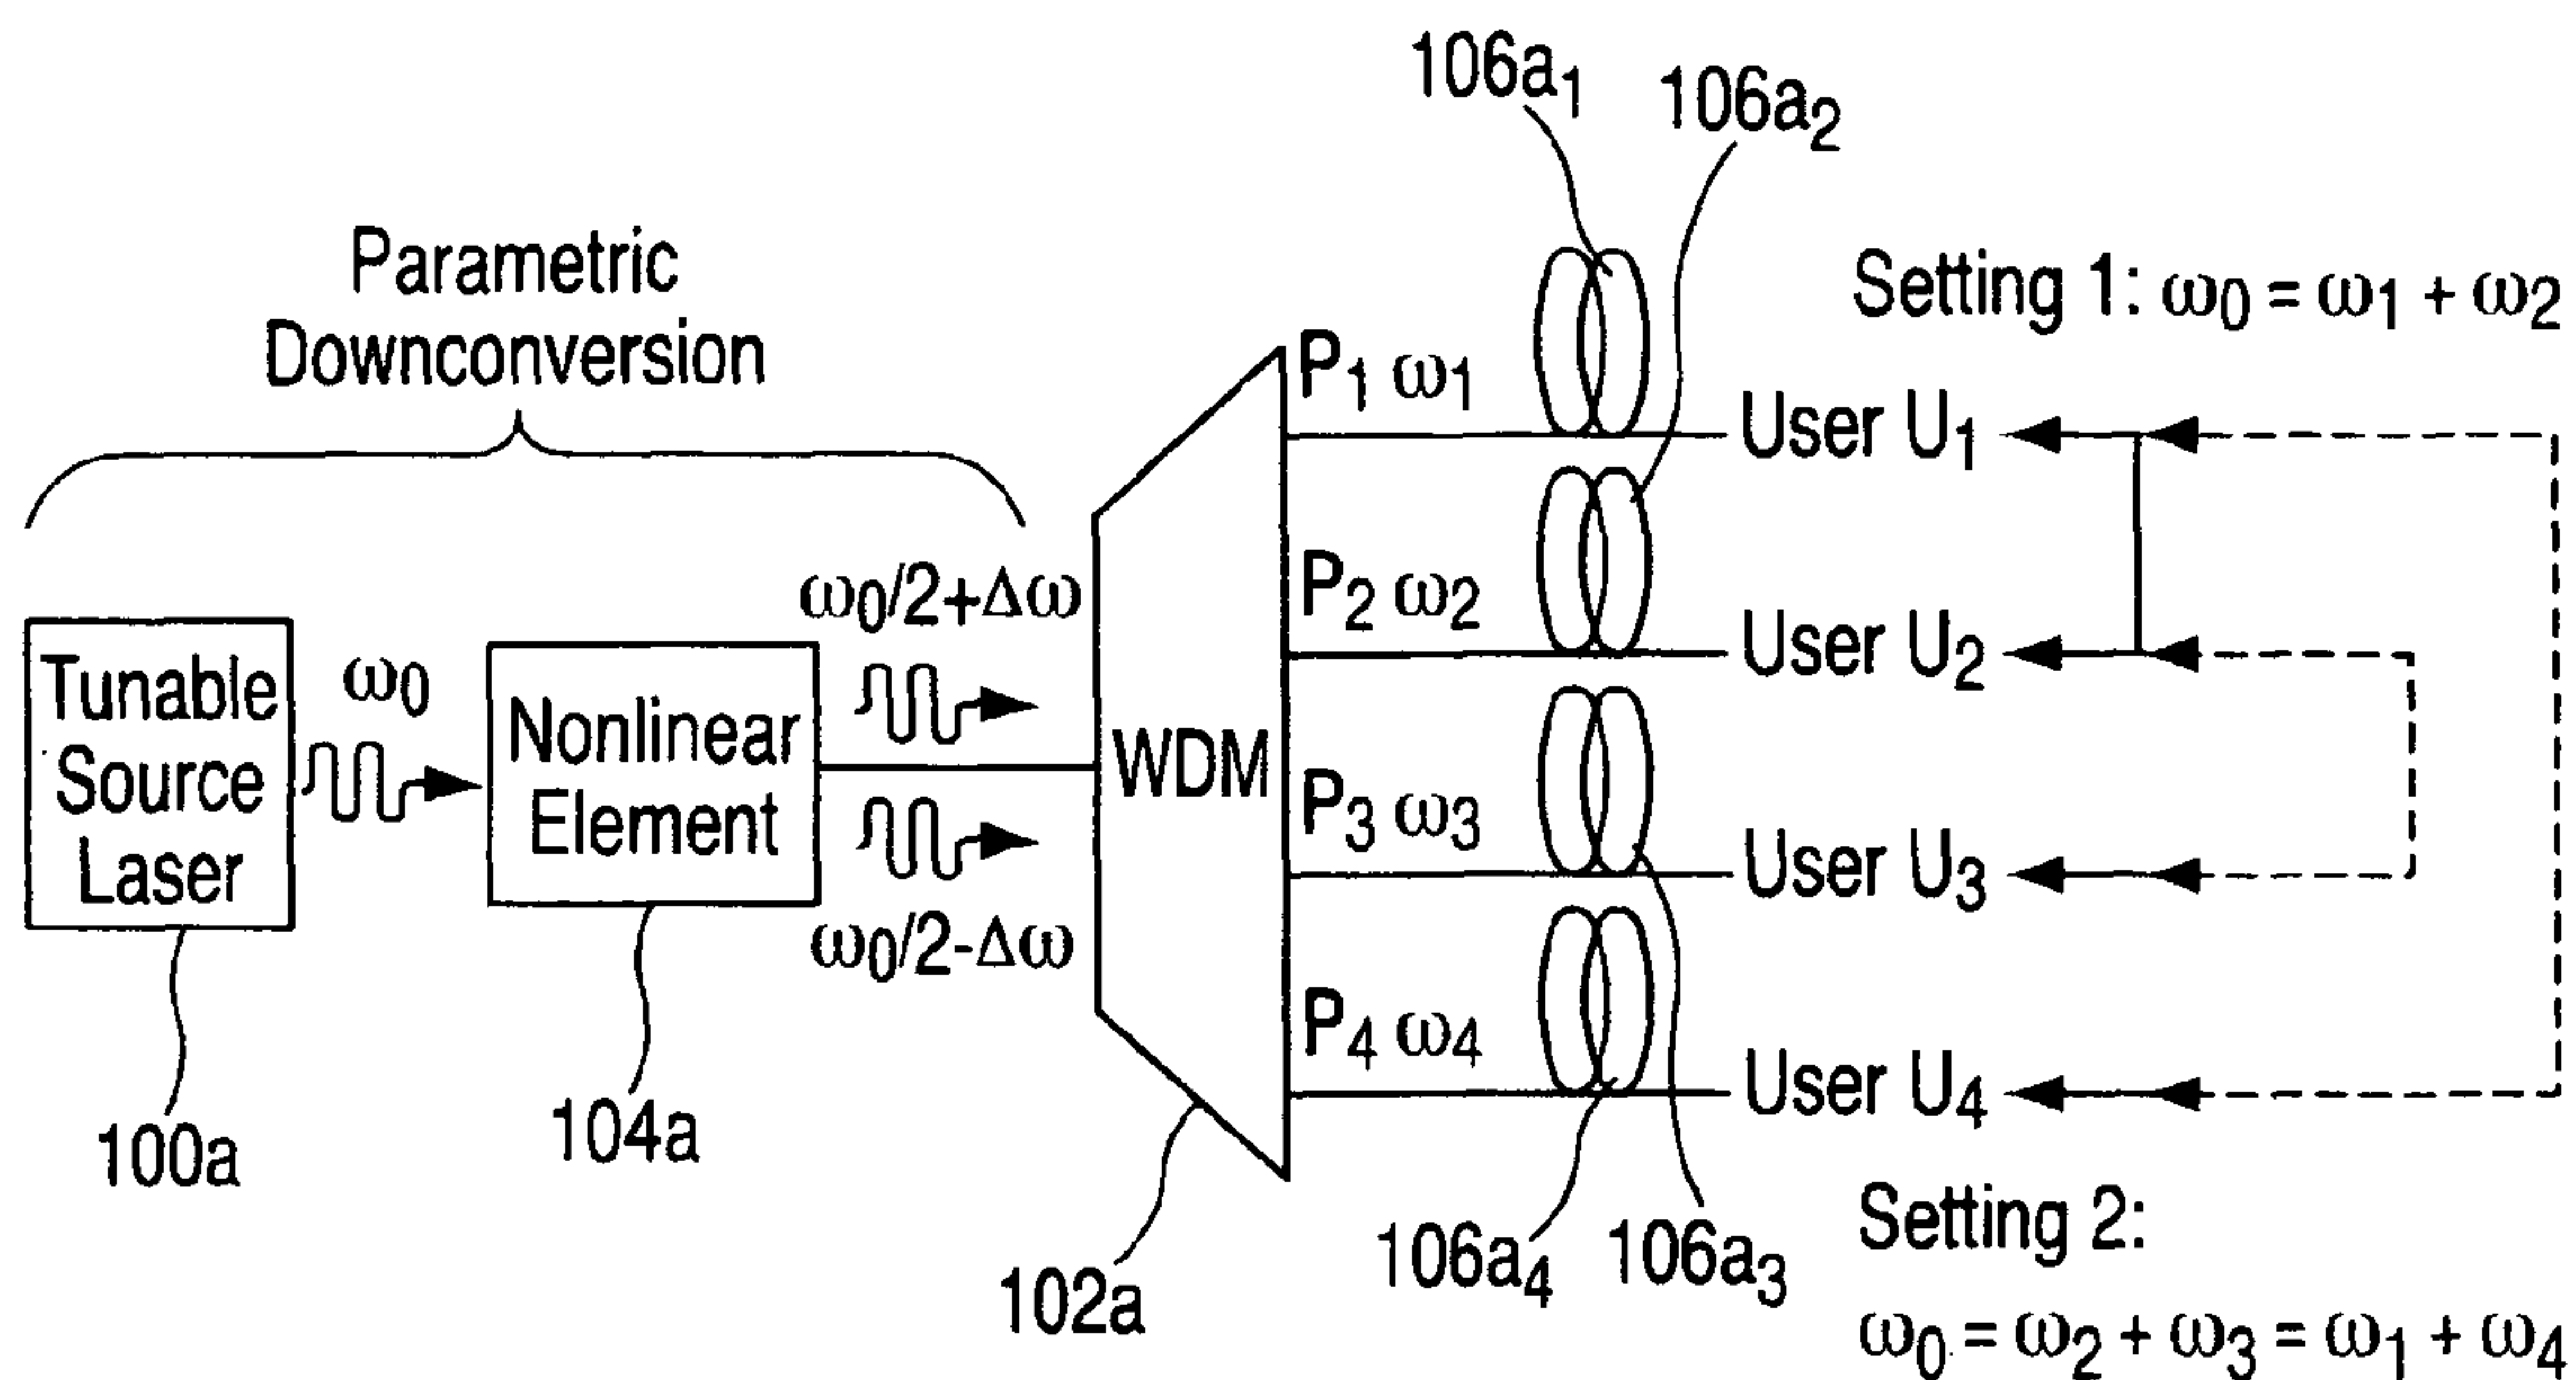 106a₁
106a₂
Parametric
Downconversion
Setting 1: ω₀ = ω₁ + ω₂
P₁ ω₁
User U₁
ω₀/2+Δω
P₂ ω₂
User U₂
Tunable
Source
Laser
ω₀
Nonlinear
Element
WDM
P₃ ω₃
User U₃
ω₀/2-Δω
P₄ ω₄
User U₄
100a
104a
102a
106a₄
106a₃
Setting 2:
ω₀ = ω₂ + ω₃ = ω₁ + ω₄